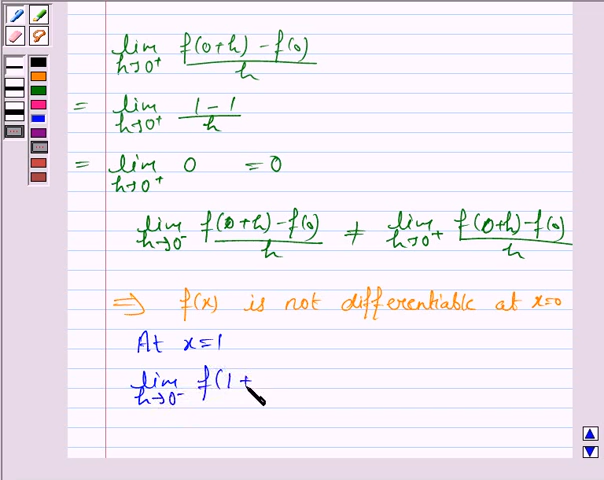 lim h→0⁺ f(0+h) - f(0) / h
= lim h→0⁺ 1 - 1 / h
= lim h→0⁺ 0 = 0
lim h→0⁻ f(0+h) - f(0) / h ≠ lim h→0⁺ f(0+h) - f(0) / h
⇒ f(x) is not differentiable at x=0
At x=1
lim h→0⁻ f(1+